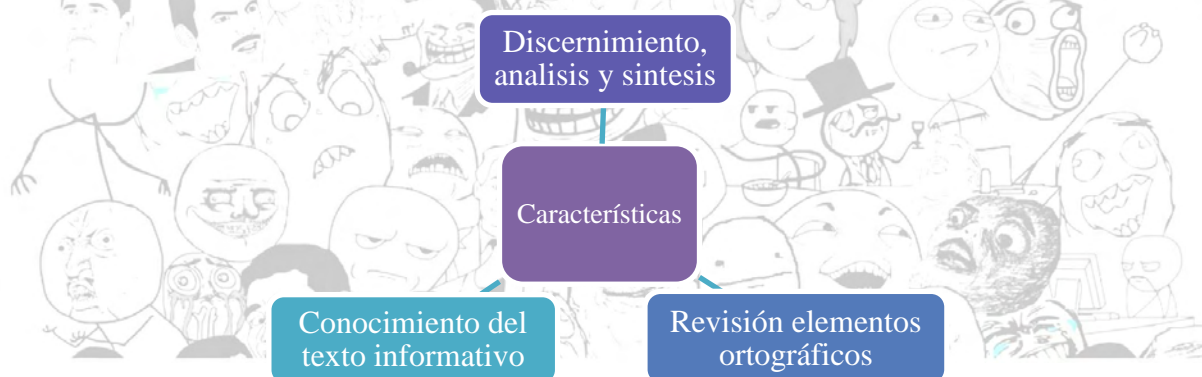 Discernimiento,
analisis y sintesis
Características
Conocimiento del
texto informativo
Revisión elementos
ortográficos